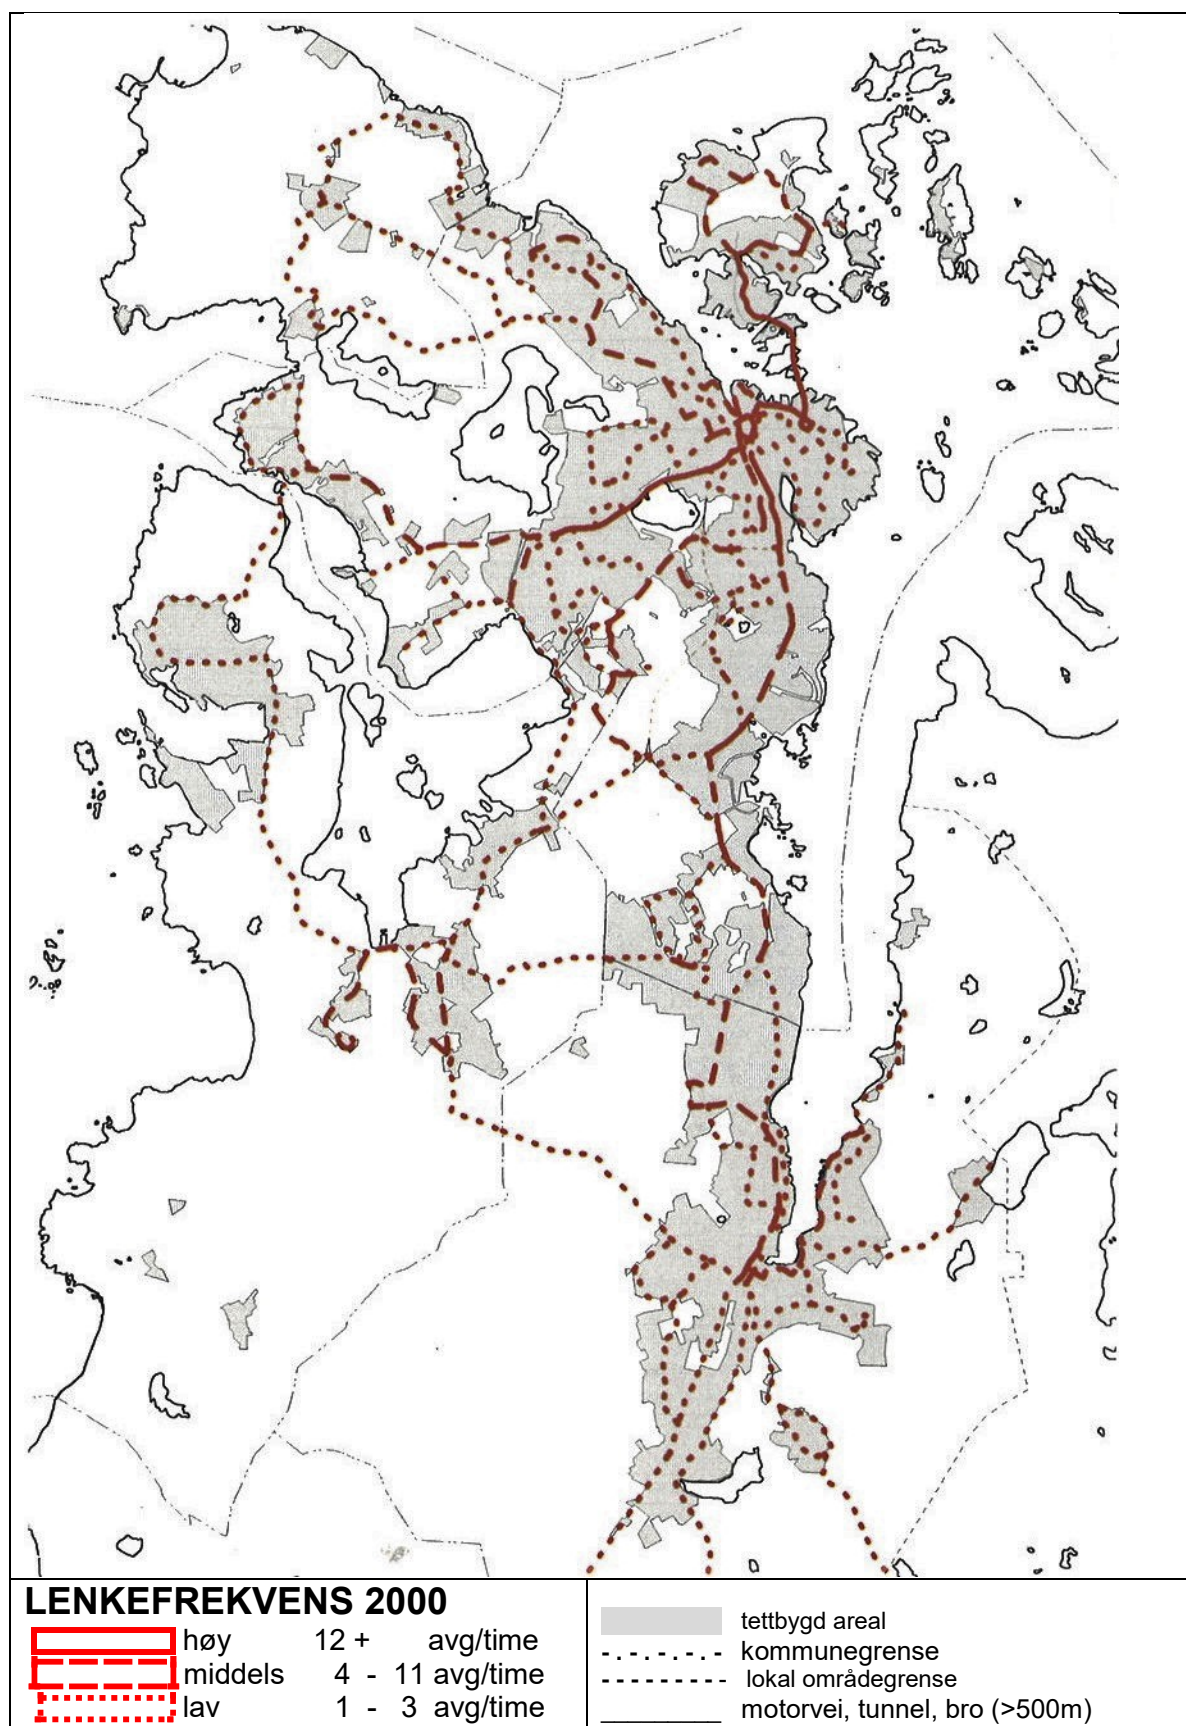 LENKEFREKVENS 2000
høy 12 + avg/time
middels 4 - 11 avg/time
lav 1 - 3 avg/time
tettbygd areal
kommunegrense
lokal områdegrense
motorvei, tunnel, bro (>500m)